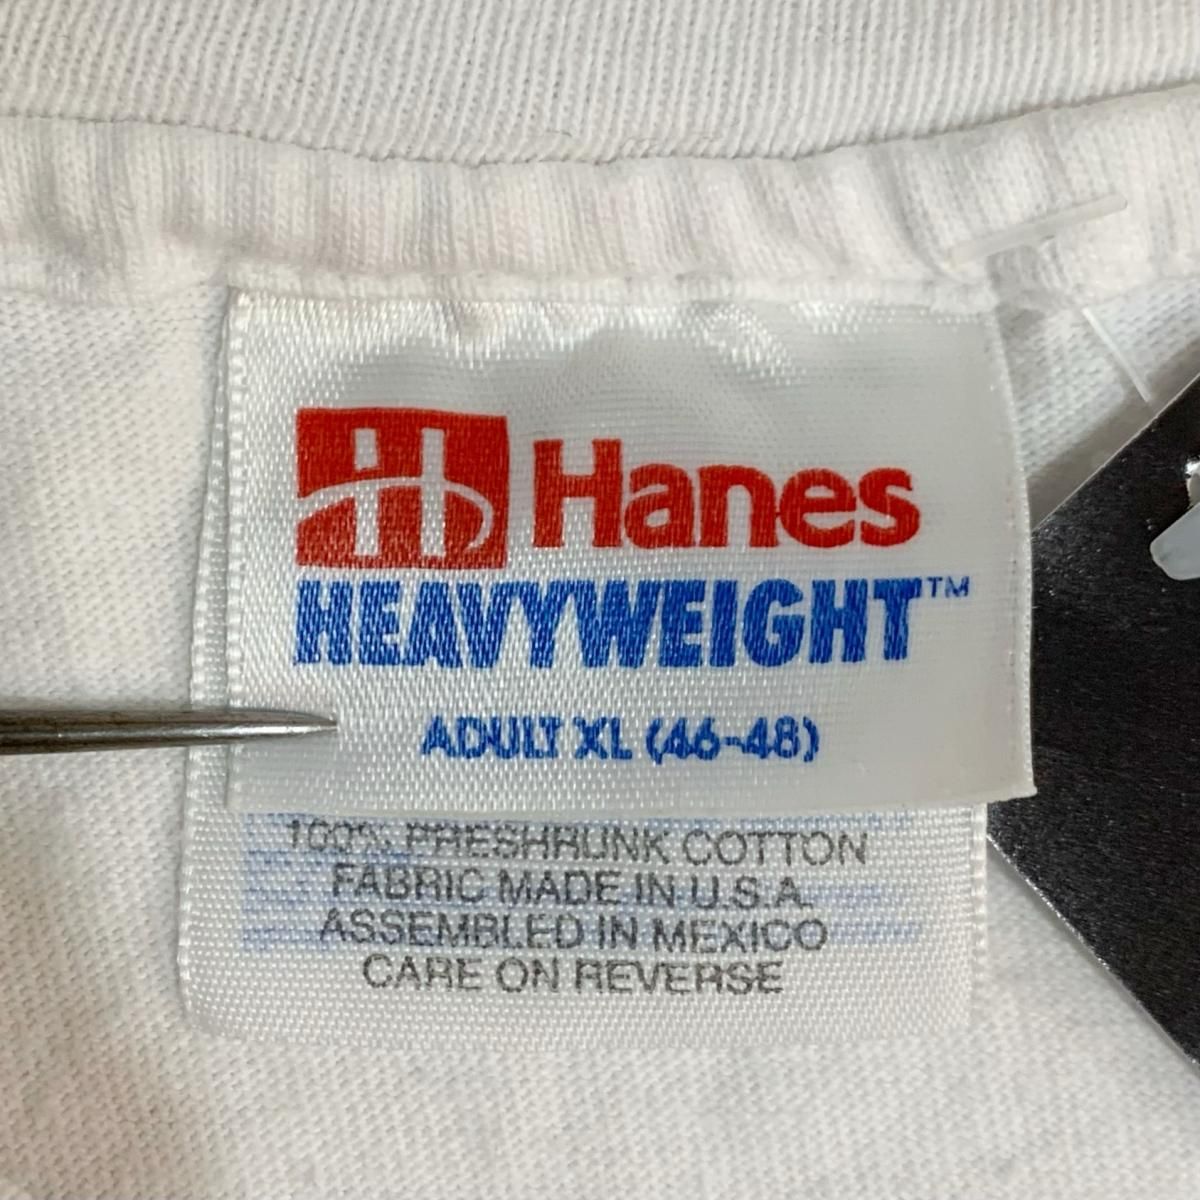 H Hanes
HEAVYWEIGHT™
ADULT XL (46-48)
100% PRESHRUNK COTTON
FABRIC MADE IN U.S.A.
ASSEMBLED IN MEXICO
CARE ON REVERSE